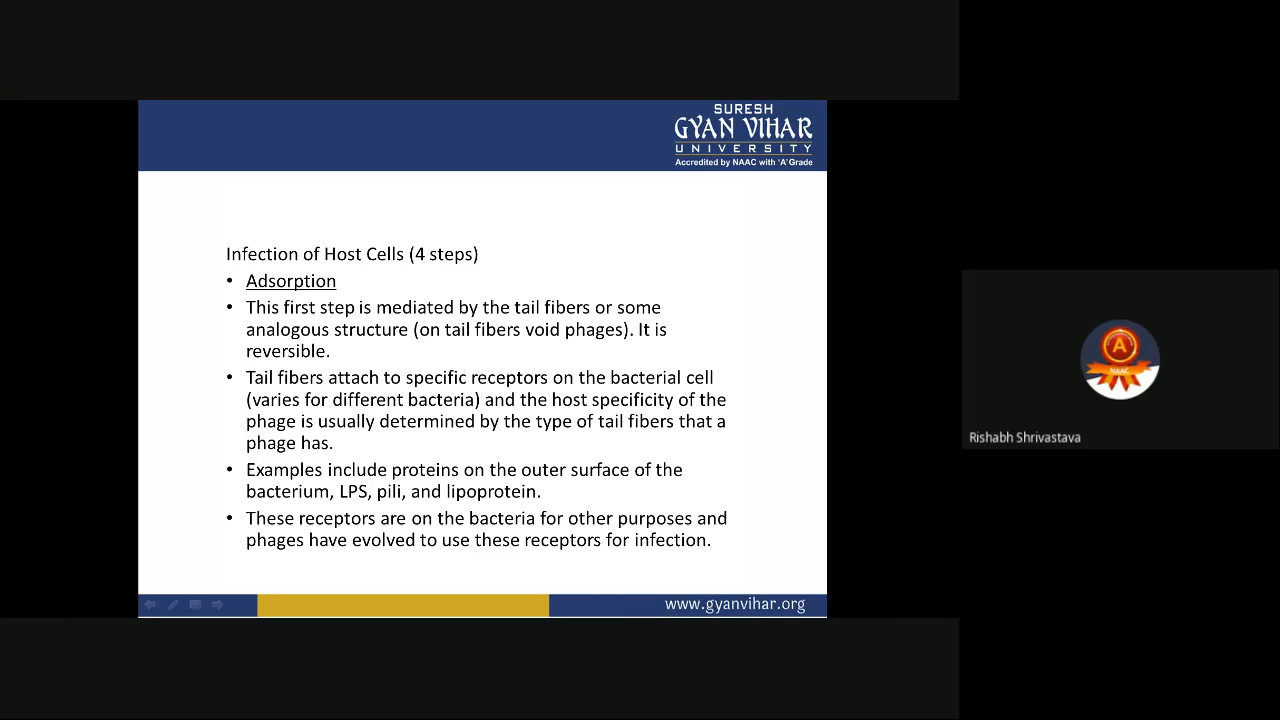 SURESH
GYAN VIHAR
UNIVERSITY
Accredited by NAAC with 'A' Grade
Infection of Host Cells (4 steps)
• Adsorption
• This first step is mediated by the tail fibers or some
analogous structure (on tail fibers void phages). It is
reversible.
• Tail fibers attach to specific receptors on the bacterial cell
(varies for different bacteria) and the host specificity of the
phage is usually determined by the type of tail fibers that a
phage has.
• Examples include proteins on the outer surface of the
bacterium, LPS, pili, and lipoprotein.
• These receptors are on the bacteria for other purposes and
phages have evolved to use these receptors for infection.
www.gyanvihar.org
A
NAAC
Rishabh Shrivastava